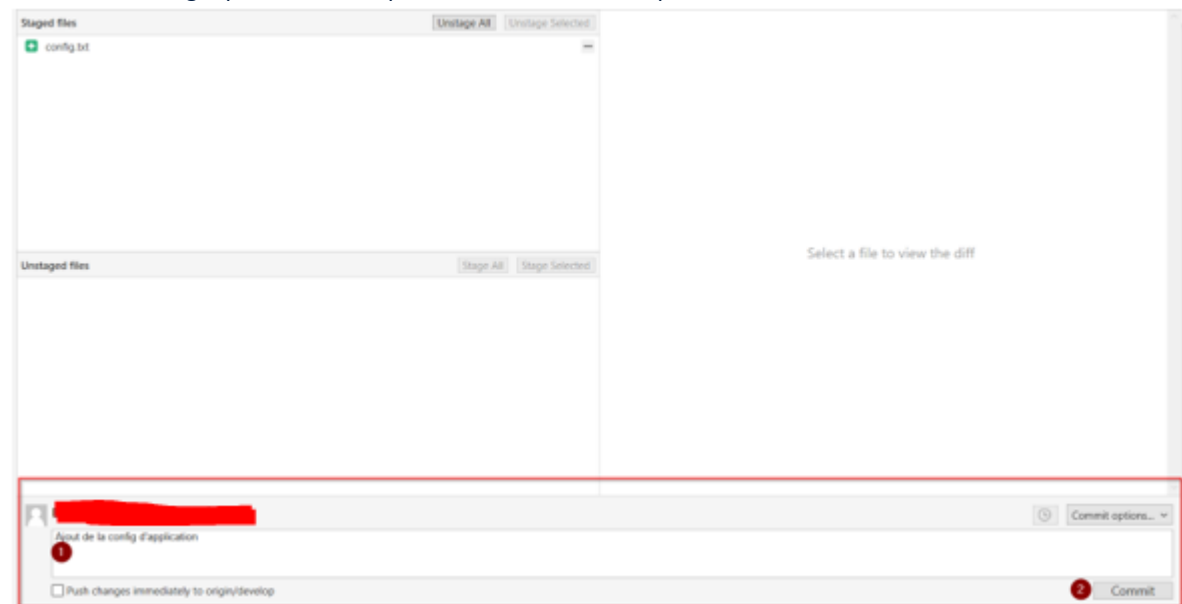 Staged files
Unstage All
Unstage Selected
config.txt
Select a file to view the diff
Unstaged files
Stage All
Stage Selected
Commit options...
Ajout de la config d'application
1
Push changes immediately to origin/develop
2
Commit